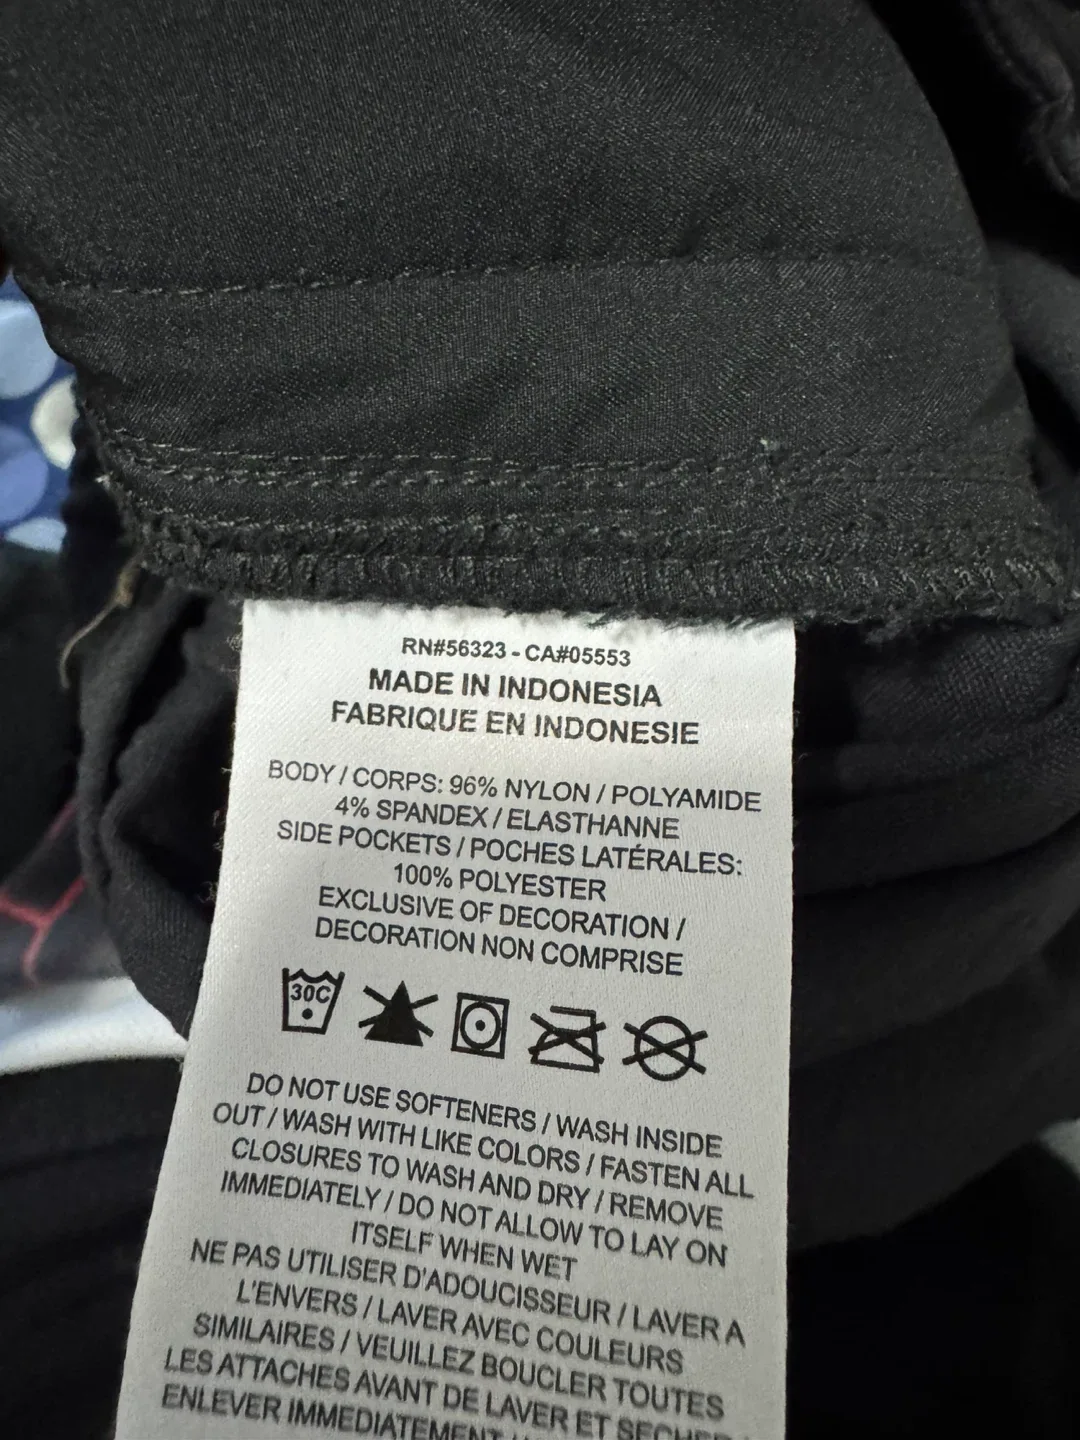 RN#56323 - CA#05553
MADE IN INDONESIA
FABRIQUE EN INDONESIE
BODY / CORPS: 96% NYLON / POLYAMIDE
4% SPANDEX / ELASTHANNE
SIDE POCKETS / POCHES LATÉRALES:
100% POLYESTER
EXCLUSIVE OF DECORATION /
DECORATION NON COMPRISE
30C
DO NOT USE SOFTENERS / WASH INSIDE
OUT / WASH WITH LIKE COLORS / FASTEN ALL
CLOSURES TO WASH AND DRY / REMOVE
IMMEDIATELY / DO NOT ALLOW TO LAY ON
ITSELF WHEN WET
NE PAS UTILISER D'ADOUCISSEUR / LAVER A
L'ENVERS / LAVER AVEC COULEURS
SIMILAIRES / VEUILLEZ BOUCLER TOUTES
LES ATTACHES AVANT DE LAVER ET SECHER
ENLEVER IMMEDIATEMENT